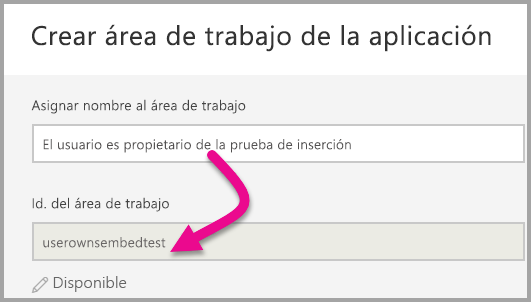 Crear área de trabajo de la aplicación
Asignar nombre al área de trabajo
El usuario es propietario de la prueba de inserción
Id. del área de trabajo
userownsembedtest
Disponible